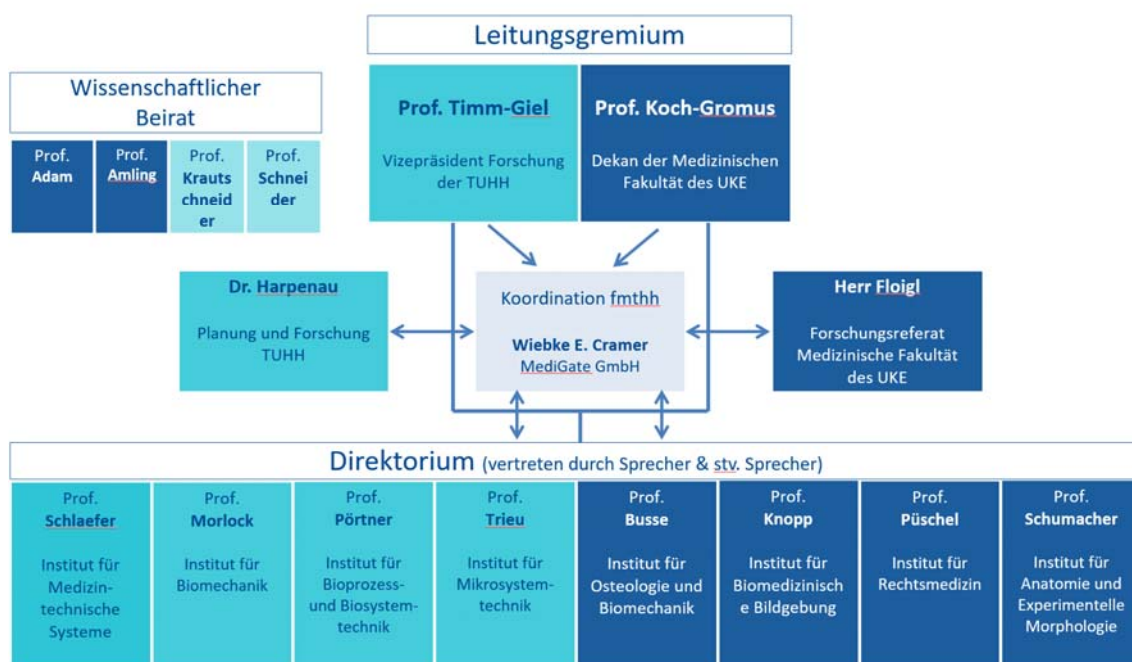 Leitungsgremium
Wissenschaftlicher
Beirat
Prof.
Adam
Prof.
Amling
Prof.
Krauts
chneid
er
Prof.
Schnei
der
Prof. Timm-Giel
Vizepräsident Forschung
der TUHH
Prof. Koch-Gromus
Dekan der Medizinischen
Fakultät des UKE
Dr. Harpenau
Planung und Forschung
TUHH
Koordination fmthh
Wiebke E. Cramer
MediGate GmbH
Herr Floigl
Forschungsreferat
Medizinische Fakultät
des UKE
Direktorium (vertreten durch Sprecher & stv. Sprecher)
Prof.
Schlaefer
Institut für
Medizin-
technische
Systeme
Prof.
Morlock
Institut für
Biomechanik
Prof.
Pörtner
Institut für
Bioprozess-
und Biosystem-
technik
Prof.
Trieu
Institut für
Mikrosystem-
technik
Prof.
Busse
Institut für
Osteologie und
Biomechanik
Prof.
Knopp
Institut für
Biomedizinisch
e Bildgebung
Prof.
Püschel
Institut für
Rechtsmedizin
Prof.
Schumacher
Institut für
Anatomie und
Experimentelle
Morphologie